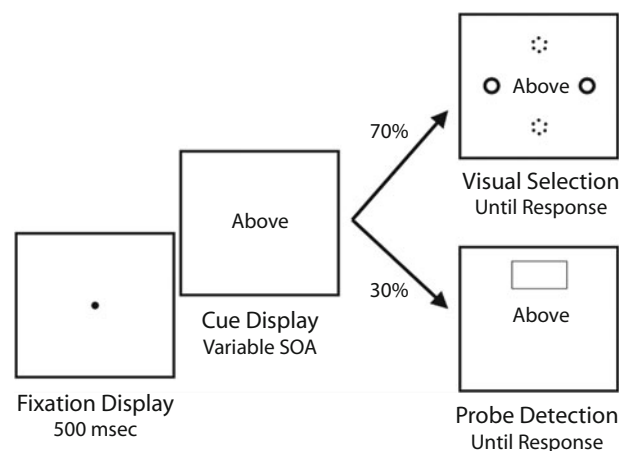 Fixation Display
500 msec
Above
Cue Display
Variable SOA
70%
30%
Above
Visual Selection
Until Response
Above
Probe Detection
Until Response